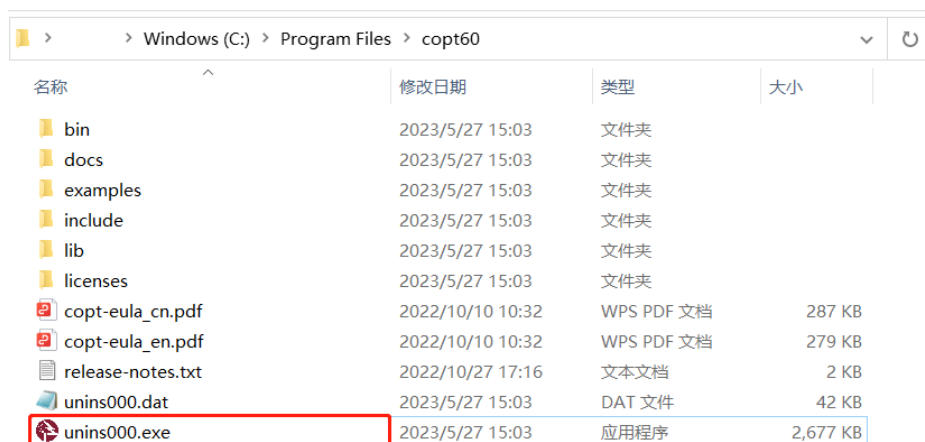 Windows (C:) > Program Files > copt60
名称 修改日期 类型 大小
bin 2023/5/27 15:03 文件夹
docs 2023/5/27 15:03 文件夹
examples 2023/5/27 15:03 文件夹
include 2023/5/27 15:03 文件夹
lib 2023/5/27 15:03 文件夹
licenses 2023/5/27 15:03 文件夹
copt-eula_cn.pdf 2022/10/10 10:32 WPS PDF 文档 287 KB
copt-eula_en.pdf 2022/10/10 10:32 WPS PDF 文档 279 KB
release-notes.txt 2022/10/27 17:16 文本文档 2 KB
unins000.dat 2023/5/27 15:03 DAT 文件 42 KB
unins000.exe 2023/5/27 15:03 应用程序 2,677 KB